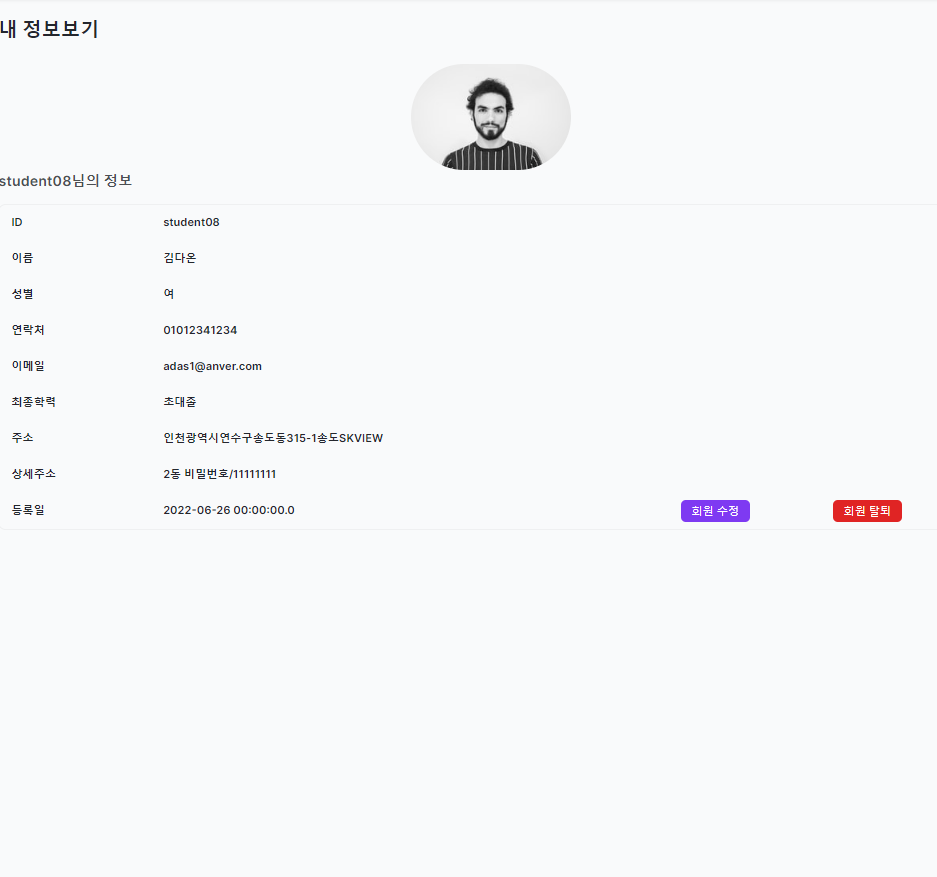 내 정보보기
student08님의 정보
ID student08
이름 김다온
성별 여
연락처 01012341234
이메일 adas1@anver.com
최종학력 초대졸
주소 인천광역시연수구송도동315-1송도SKVIEW
상세주소 2동 비밀번호/11111111
등록일 2022-06-26 00:00:00.0 회원 수정 회원 탈퇴